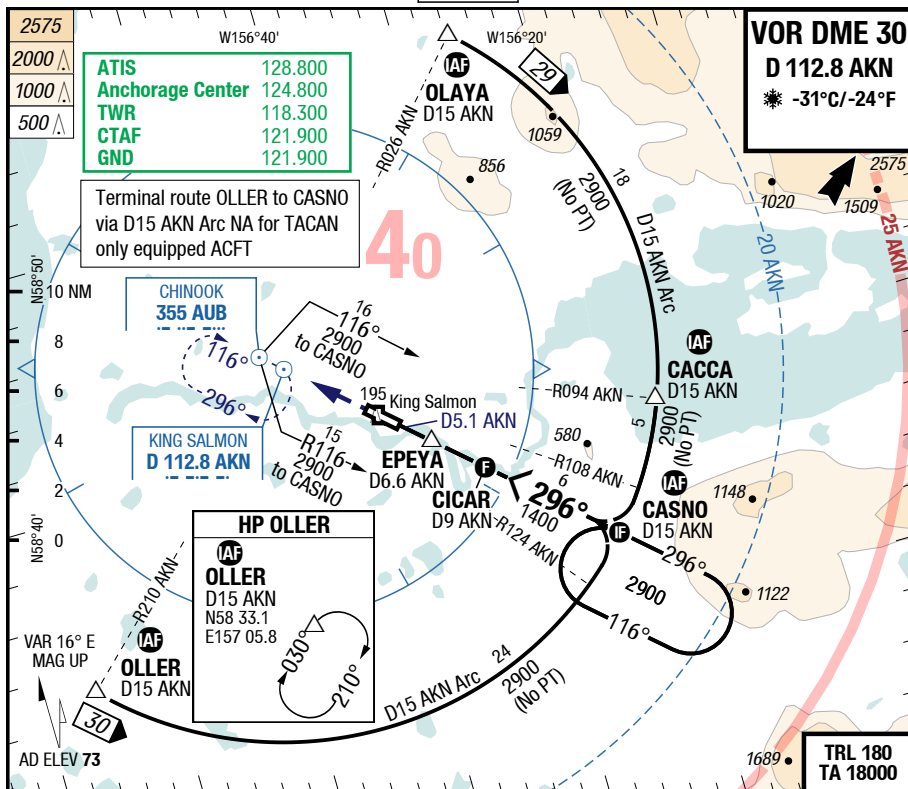 2575
2000
1000
500
W156°40'
W156°20'
ATIS 128.800
Anchorage Center 124.800
TWR 118.300
CTAF 121.900
GND 121.900
Terminal route OLLER to CASNO
via D15 AKN Arc NA for TACAN
only equipped ACFT
VOR DME 30
D 112.8 AKN
-31°C/-24°F
IAF
OLAYA
D15 AKN
29
1059
R026 AKN
856
18
2900
(No PT)
D15 AKN Arc
2575
1020
1509
25 AKN
20 AKN
40
N58°50'
10 NM
8
6
4
2
0
N58°40'
CHINOOK
355 AUB
116°
296°
16
116°
2900
to CASNO
KING SALMON
D 112.8 AKN
15
R116
2900
to CASNO
195
King Salmon
D5.1 AKN
EPEYA
D6.6 AKN
F
CICAR
D9 AKN
IAF
CACCA
D15 AKN
R094 AKN
5
2900
(No PT)
580
R108 AKN
6
296°
1400
R124 AKN
IAF
CASNO
D15 AKN
IF
1148
296°
2900
116°
1122
HP OLLER
IAF
OLLER
D15 AKN
N58 33.1
E157 05.8
030°
210°
R210 AKN
IAF
OLLER
D15 AKN
30
VAR 16° E
MAG UP
AD ELEV 73
D15 AKN Arc
24
2900
(No PT)
1689
TRL 180
TA 18000